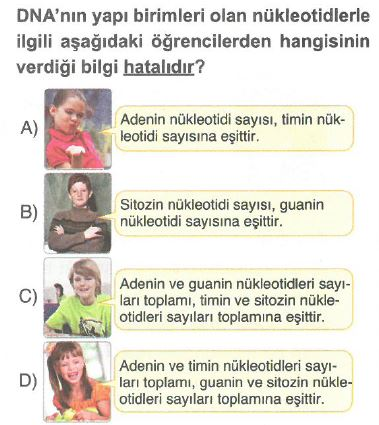 DNA'nın yapı birimleri olan nükleotidlerle
ilgili aşağıdaki öğrencilerden hangisinin
verdiği bilgi hatalıdır?
A)
Adenin nükleotidi sayısı, timin nük-
leotidi sayısına eşittir.
B)
Sitozin nükleotidi sayısı, guanin
nükleotidi sayısına eşittir.
C)
Adenin ve guanin nükleotidleri sayı-
ları toplamı, timin ve sitozin nükle-
otidleri sayıları toplamına eşittir.
D)
Adenin ve timin nükleotidleri sayı-
ları toplamı, guanin ve sitozin nükle-
otidleri sayıları toplamına eşittir.